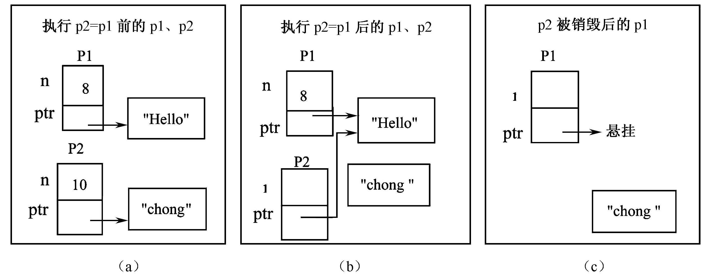 执行 p2=p1 前的 p1、p2
P1
n
8
ptr
"Hello"
P2
n
10
ptr
"chong"
(a)
执行 p2=p1 后的 p1、p2
P1
n
8
ptr
"Hello"
P2
ı
ptr
"chong "
(b)
p2 被销毁后的 p1
P1
ı
ptr
悬挂
"chong "
(c)